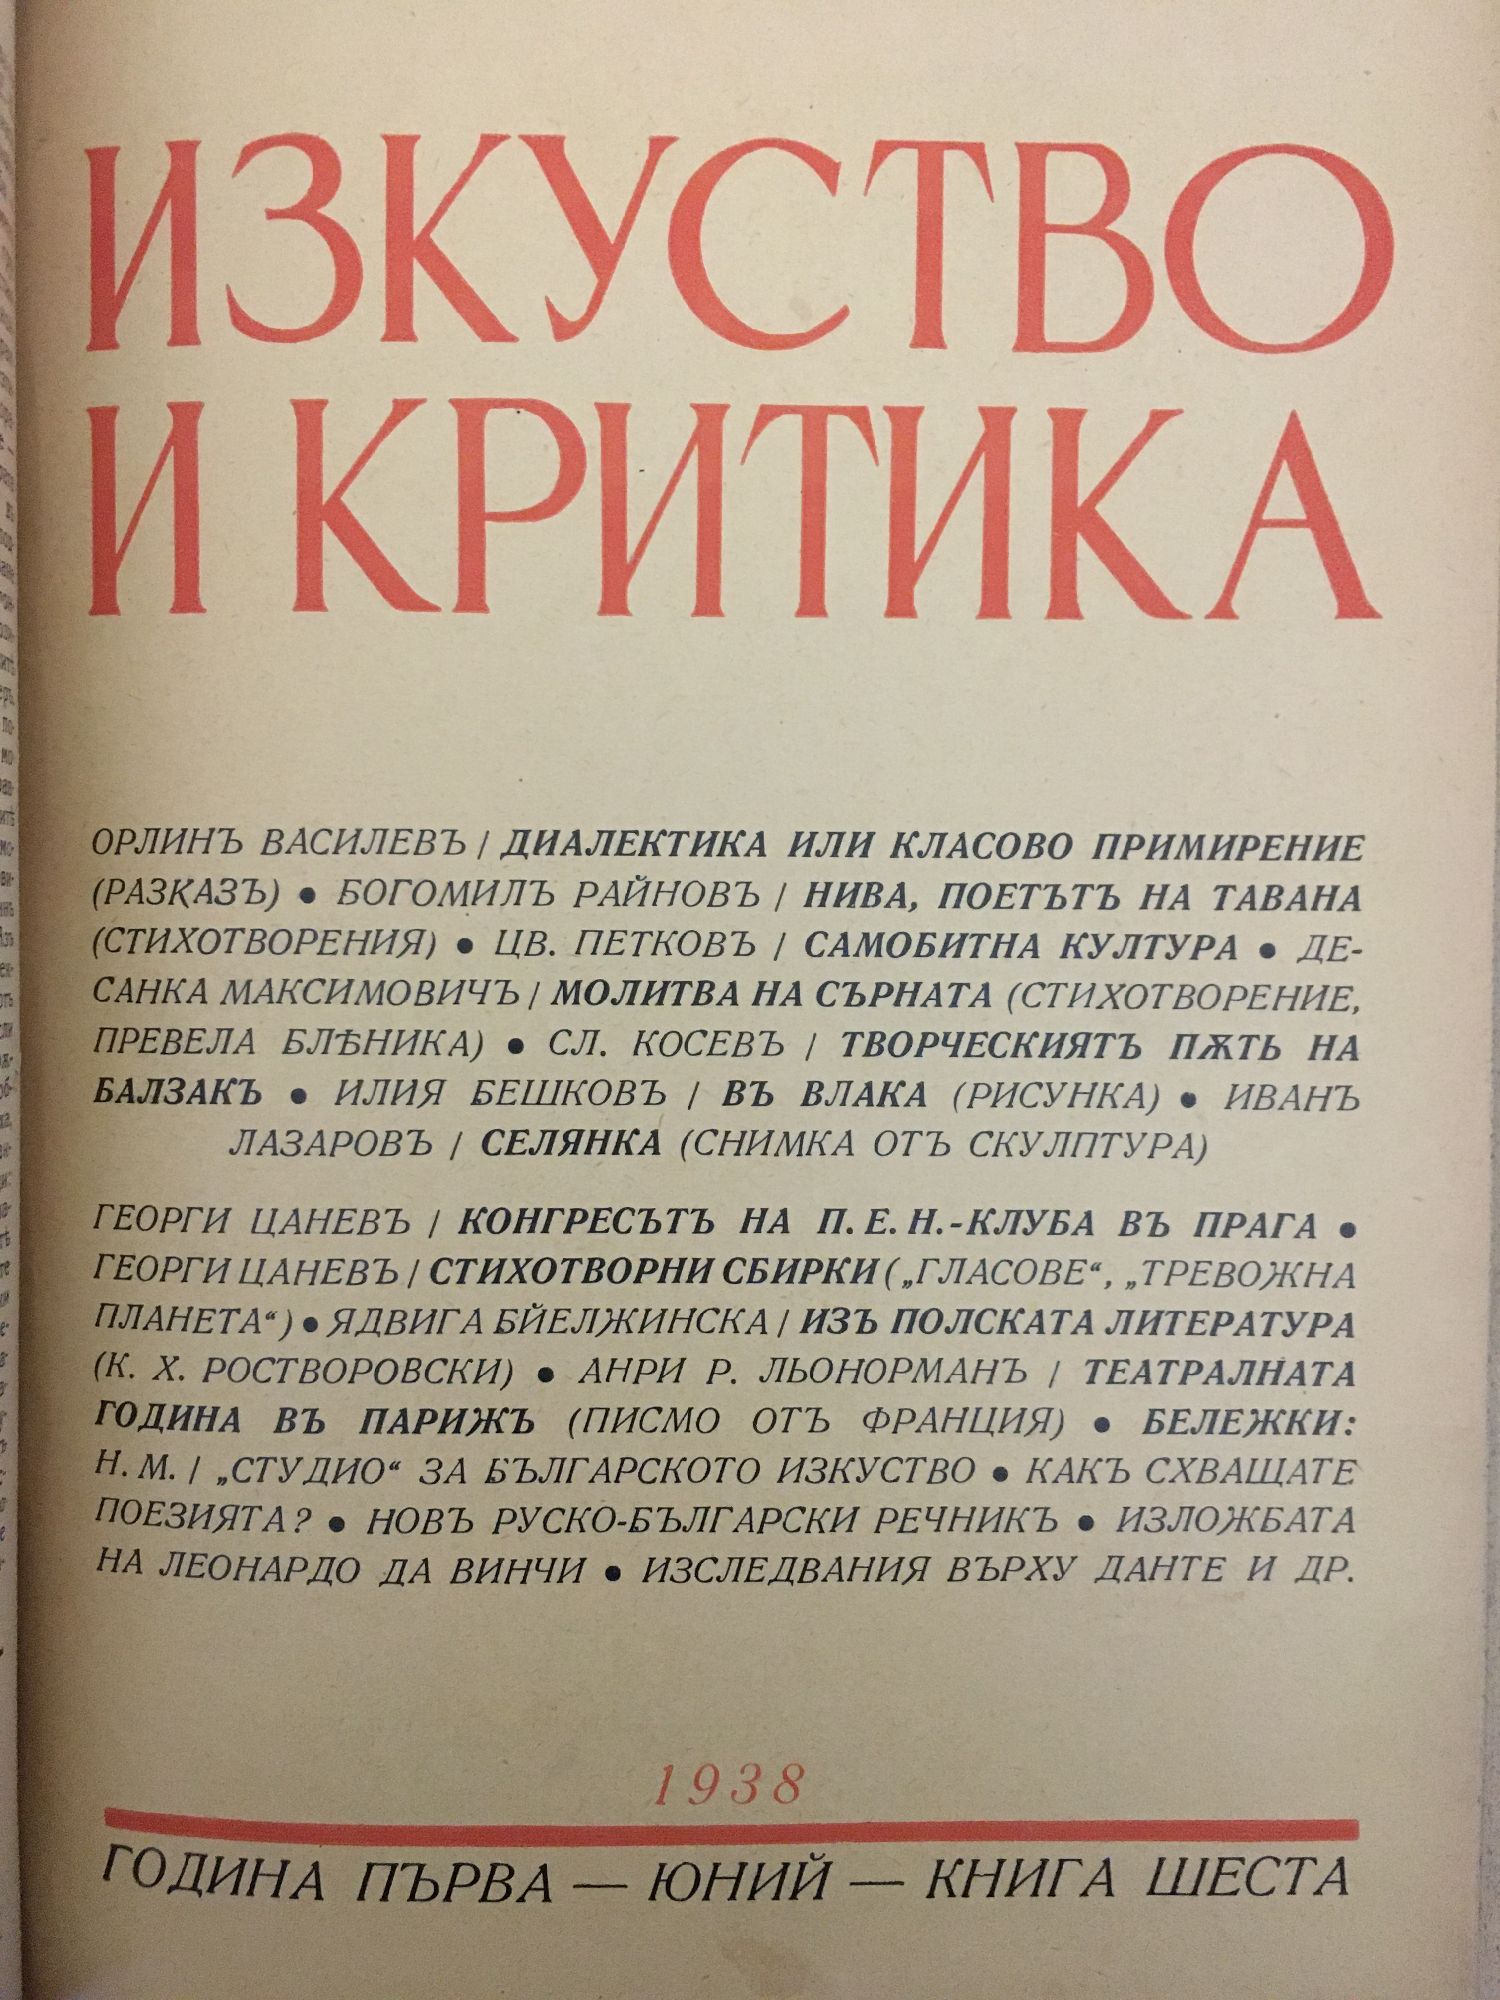 ИЗКУСТВО
И КРИТИКА
ОРЛИНЪ ВАСИЛЕВЪ / ДИАЛЕКТИКА ИЛИ КЛАСОВО ПРИМИРЕНИЕ
(РАЗКАЗЪ) ● БОГОМИЛЪ РАЙНОВЪ / НИВА, ПОЕТЪТЪ НА ТАВАНА
(СТИХОТВОРЕНИЯ) ● ЦВ. ПЕТКОВЪ / САМОБИТНА КУЛТУРА ● ДЕ-
САНКА МАКСИМОВИЧЪ / МОЛИТВА НА СЪРНАТА (СТИХОТВОРЕНИЕ,
ПРЕВЕЛА БЛѢНИКА) ● СЛ. КОСЕВЪ / ТВОРЧЕСКИЯТЪ ПѪТЬ НА
БАЛЗАКЪ ● ИЛИЯ БЕШКОВЪ / ВЪ ВЛАКА (РИСУНКА) ● ИВАНЪ
ЛАЗАРОВЪ / СЕЛЯНКА (СНИМКА ОТЪ СКУЛПТУРА)
ГЕОРГИ ЦАНЕВЪ / КОНГРЕСЪТЪ НА П. Е. Н.-КЛУБА ВЪ ПРАГА ●
ГЕОРГИ ЦАНЕВЪ / СТИХОТВОРНИ СБИРКИ („ГЛАСОВЕ“, „ТРЕВОЖНА
ПЛАНЕТА“) ● ЯДВИГА БЙЕЛЖИНСКА / ИЗЪ ПОЛСКАТА ЛИТЕРАТУРА
(К. Х. РОСТВОРОВСКИ) ● АНРИ Р. ЛЬОНОРМАНЪ / ТЕАТРАЛНАТА
ГОДИНА ВЪ ПАРИЖЪ (ПИСМО ОТЪ ФРАНЦИЯ) ● БЕЛЕЖКИ:
Н. М. / „СТУДИО“ ЗА БЪЛГАРСКОТО ИЗКУСТВО ● КАКЪ СХВАЩАТЕ
ПОЕЗИЯТА? ● НОВЪ РУСКО-БЪЛГАРСКИ РЕЧНИКЪ ● ИЗЛОЖБАТА
НА ЛЕОНАРДО ДА ВИНЧИ ● ИЗСЛЕДВАНИЯ ВЪРХУ ДАНТЕ И ДР.
1938
ГОДИНА ПЪРВА — ЮНИЙ — КНИГА ШЕСТА